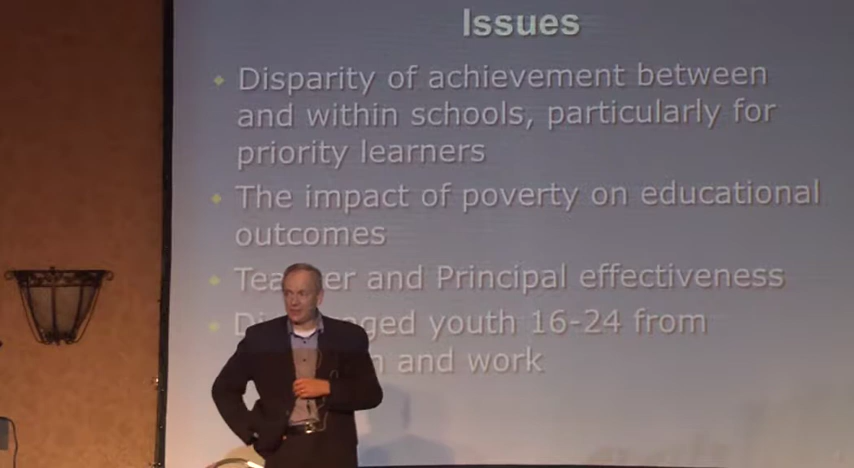 Issues
Disparity of achievement between
and within schools, particularly for
priority learners
The impact of poverty on educational
outcomes
and Principal effectiveness
youth 16-24 from
and work